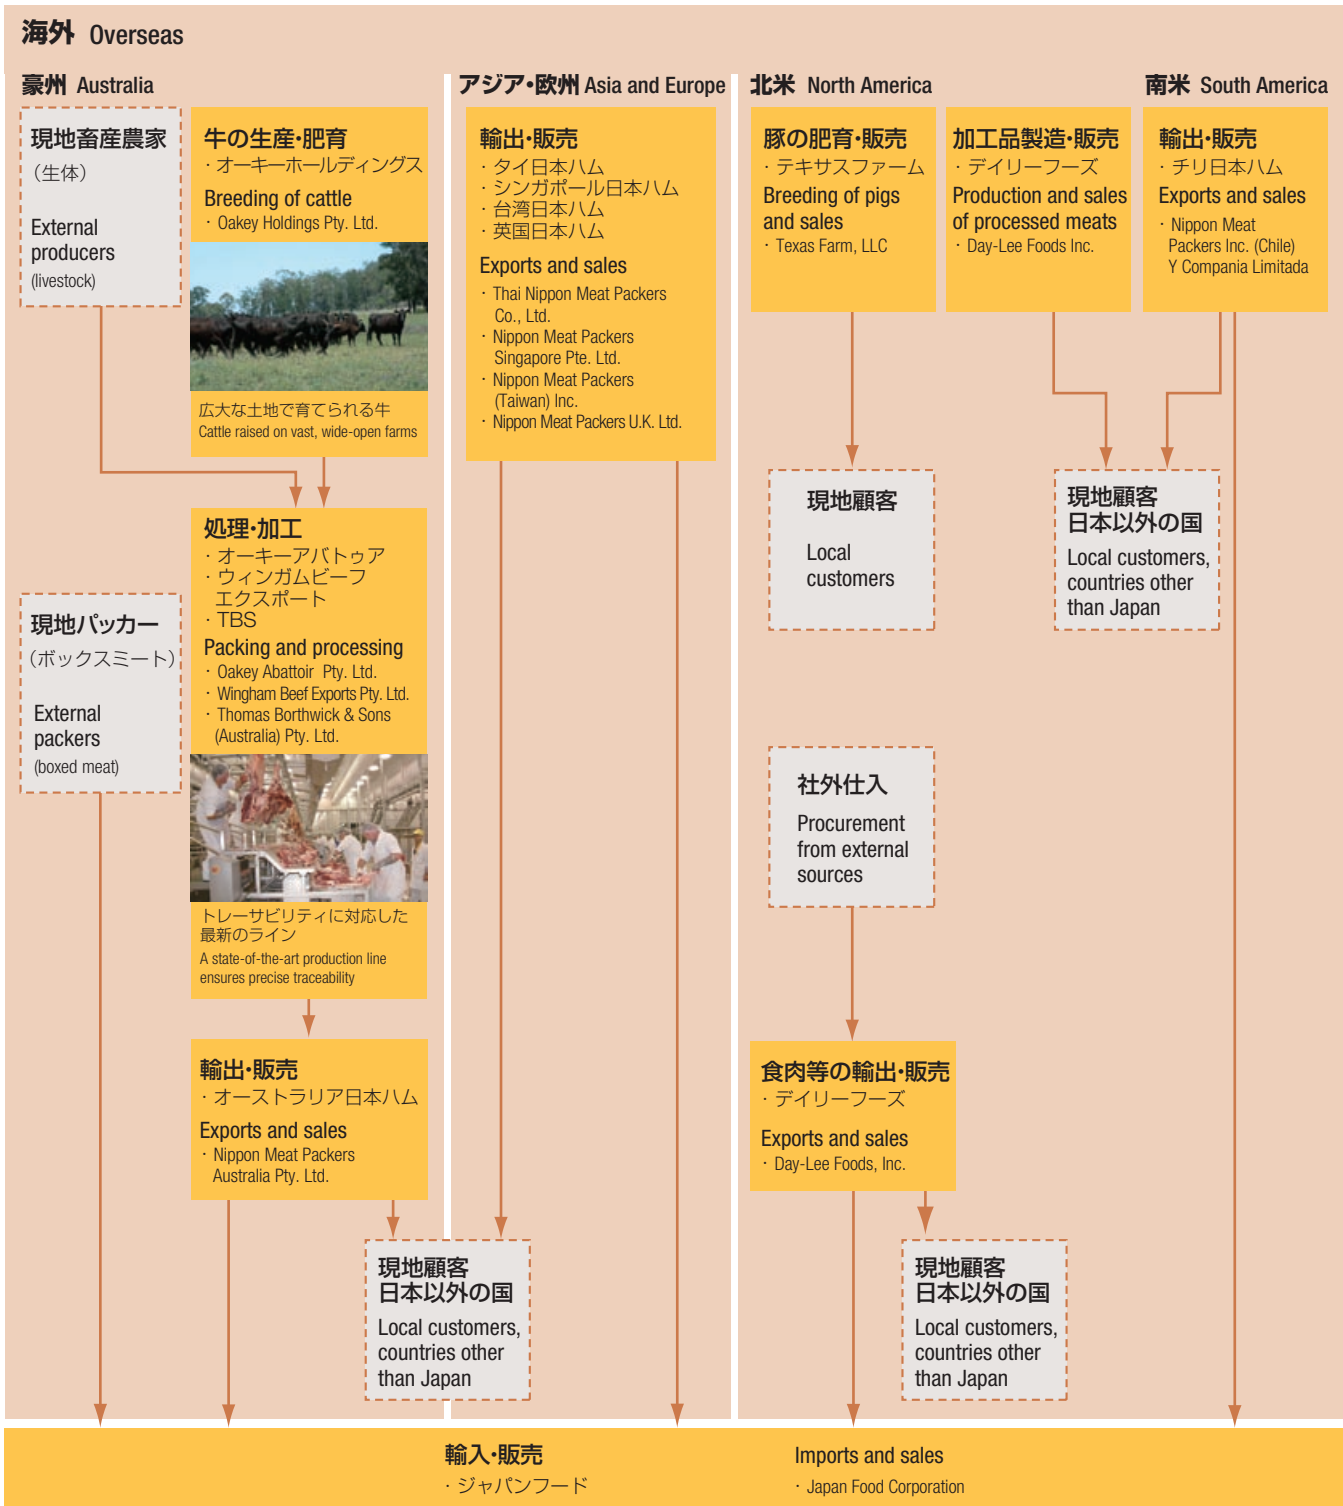 海外 Overseas
豪州 Australia
現地畜産農家
（生体）
External
producers
(livestock)
牛の生産・肥育
・オーキーホールディングス
Breeding of cattle
・Oakey Holdings Pty. Ltd.
広大な土地で育てられる牛
Cattle raised on vast, wide-open farms
処理・加工
・オーキーアバトゥア
・ウィンガムビーフ
エクスポート
・TBS
Packing and processing
・Oakey Abattoir Pty. Ltd.
・Wingham Beef Exports Pty. Ltd.
・Thomas Borthwick & Sons
(Australia) Pty. Ltd.
トレーサビリティに対応した
最新のライン
A state-of-the-art production line
ensures precise traceability
現地パッカー
（ボックスミート）
External
packers
(boxed meat)
輸出・販売
・オーストラリア日本ハム
Exports and sales
・Nippon Meat Packers
Australia Pty. Ltd.
アジア・欧州 Asia and Europe
輸出・販売
・タイ日本ハム
・シンガポール日本ハム
・台湾日本ハム
・英国日本ハム
Exports and sales
・Thai Nippon Meat Packers
Co., Ltd.
・Nippon Meat Packers
Singapore Pte. Ltd.
・Nippon Meat Packers
(Taiwan) Inc.
・Nippon Meat Packers U.K. Ltd.
現地顧客
日本以外の国
Local customers,
countries other
than Japan
北米 North America
豚の肥育・販売
・テキサスファーム
Breeding of pigs
and sales
・Texas Farm, LLC
現地顧客
Local
customers
加工品製造・販売
・デイリーフーズ
Production and sales
of processed meats
・Day-Lee Foods Inc.
南米 South America
輸出・販売
・チリ日本ハム
Exports and sales
・Nippon Meat
Packers Inc. (Chile)
Y Compania Limitada
現地顧客
日本以外の国
Local customers,
countries other
than Japan
社外仕入
Procurement
from external
sources
食肉等の輸出・販売
・デイリーフーズ
Exports and sales
・Day-Lee Foods, Inc.
現地顧客
日本以外の国
Local customers,
countries other
than Japan
輸入・販売
・ジャパンフード
Imports and sales
・Japan Food Corporation